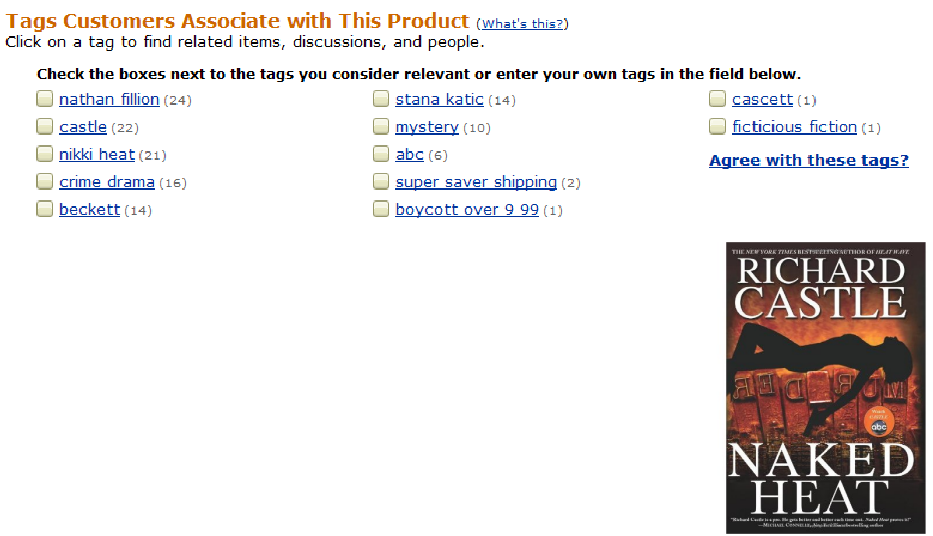 Tags Customers Associate with This Product (What's this?)
Click on a tag to find related items, discussions, and people.
Check the boxes next to the tags you consider relevant or enter your own tags in the field below.
nathan fillion (24)
castle (22)
nikki heat (21)
crime drama (16)
beckett (14)
stana katic (14)
mystery (10)
abc (6)
super saver shipping (2)
boycott over 9 99 (1)
cascett (1)
ficticious fiction (1)
Agree with these tags?
THE NEW YORK TIMES BESTSELLING AUTHOR OF HEAT WAVE
RICHARD
CASTLE
MURDER
abc
NAKED
HEAT
"Richard Castle is a pro. He gets better and better each time out. Naked Heat proves it!"
—MICHAEL CONNELLY, New York Times bestselling author